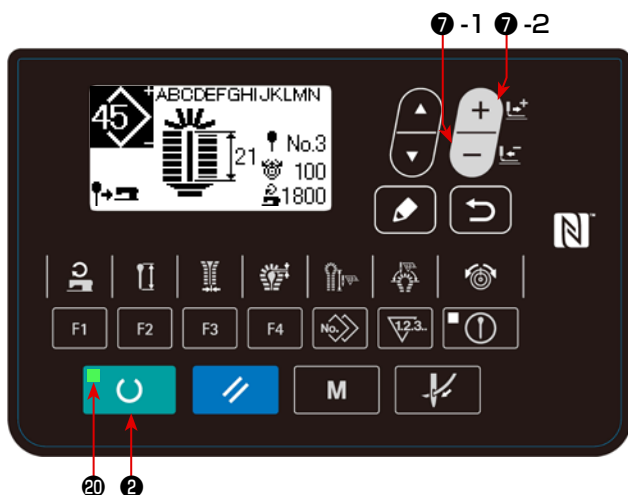 ❼ -1 ❼ -2
45
ABCDEFGHIJKLMN
21
No.3
100
1800
F1 F2 F3 F4 No. 1.2.3..
M
⓴ ❷